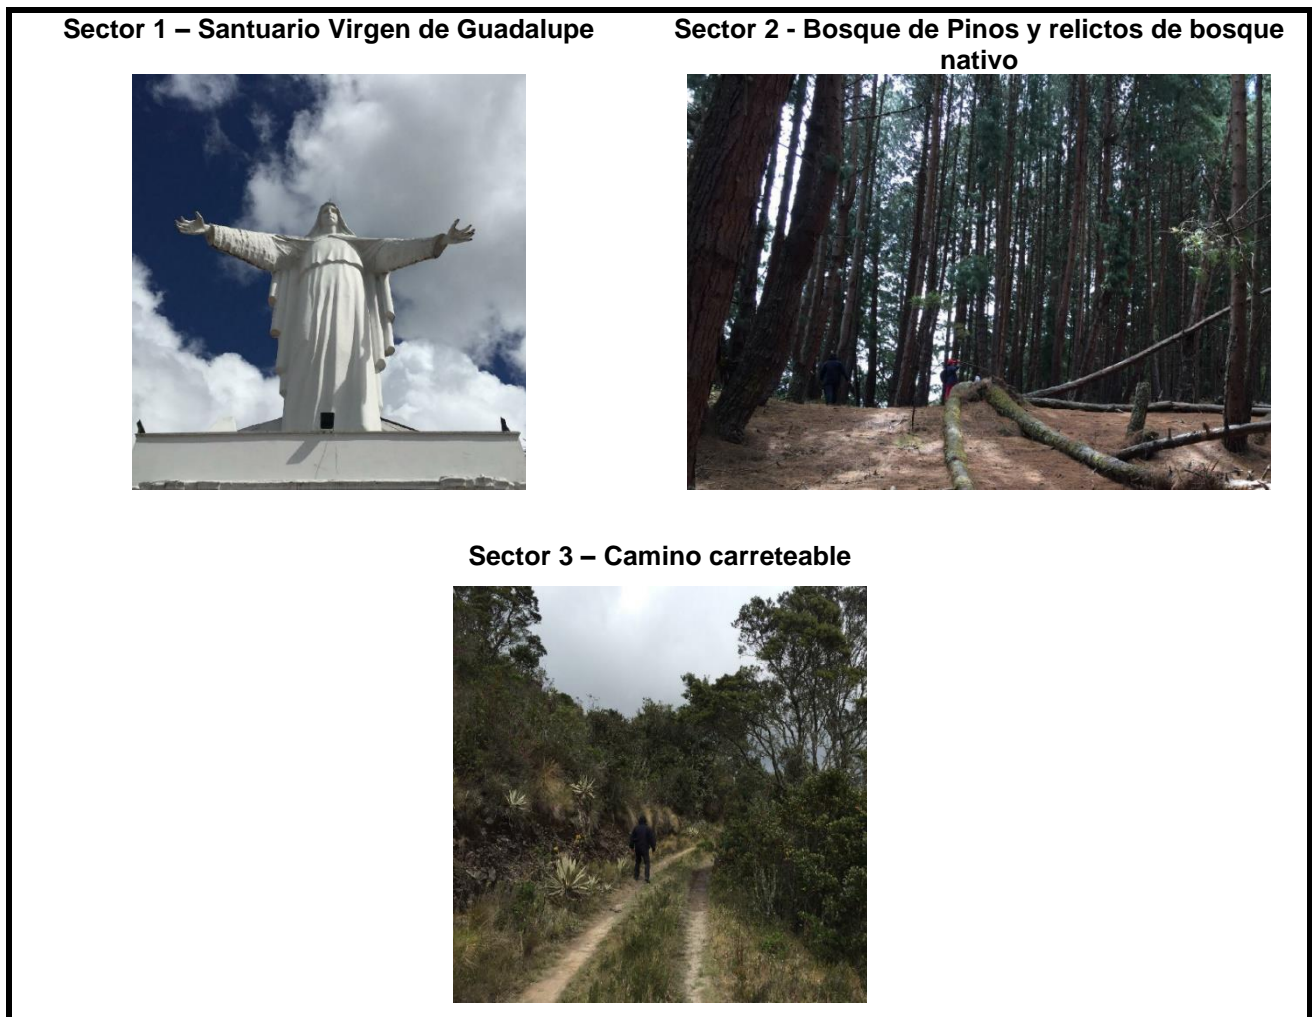 Sector 1 – Santuario Virgen de Guadalupe
Sector 2 - Bosque de Pinos y relictos de bosque
nativo
Sector 3 – Camino carreteable